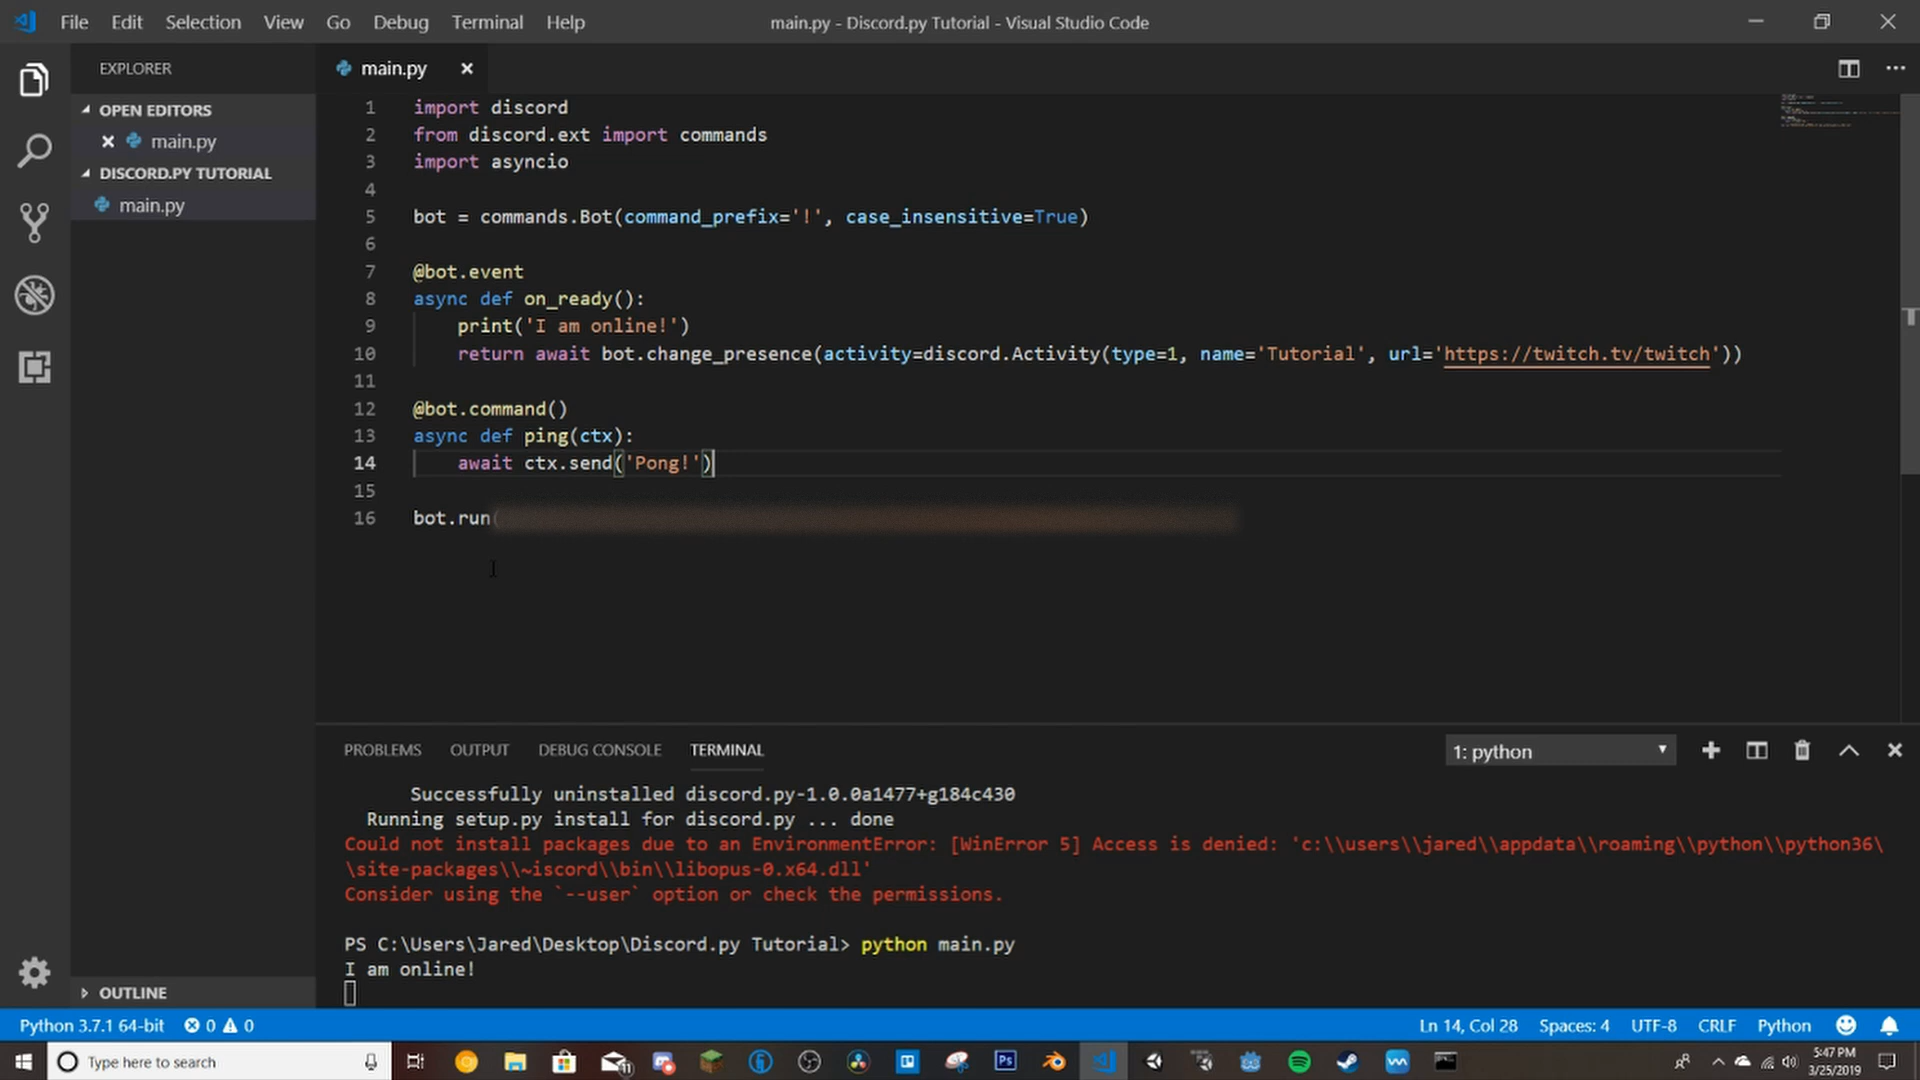 File Edit Selection View Go Debug Terminal Help
main.py - Discord.py Tutorial - Visual Studio Code
EXPLORER
OPEN EDITORS
main.py
DISCORD.PY TUTORIAL
main.py
OUTLINE
main.py
1 import discord
2 from discord.ext import commands
3 import asyncio
4
5 bot = commands.Bot(command_prefix='!', case_insensitive=True)
6
7 @bot.event
8 async def on_ready():
9 print('I am online!')
10 return await bot.change_presence(activity=discord.Activity(type=1, name='Tutorial', url='https://twitch.tv/twitch'))
11
12 @bot.command()
13 async def ping(ctx):
14 await ctx.send('Pong!')
15
16 bot.run(
PROBLEMS OUTPUT DEBUG CONSOLE TERMINAL
1: python
Successfully uninstalled discord.py-1.0.0a1477+g184c430
Running setup.py install for discord.py ... done
Could not install packages due to an EnvironmentError: [WinError 5] Access is denied: 'c:\\users\\jared\\appdata\\roaming\\python\\python36\
\site-packages\\~iscord\\bin\\libopus-0.x64.dll'
Consider using the `--user` option or check the permissions.
PS C:\Users\Jared\Desktop\Discord.py Tutorial> python main.py
I am online!
Python 3.7.1 64-bit 0 0
Ln 14, Col 28 Spaces: 4 UTF-8 CRLF Python
Type here to search
11
Ps
5:47 PM
3/25/2019